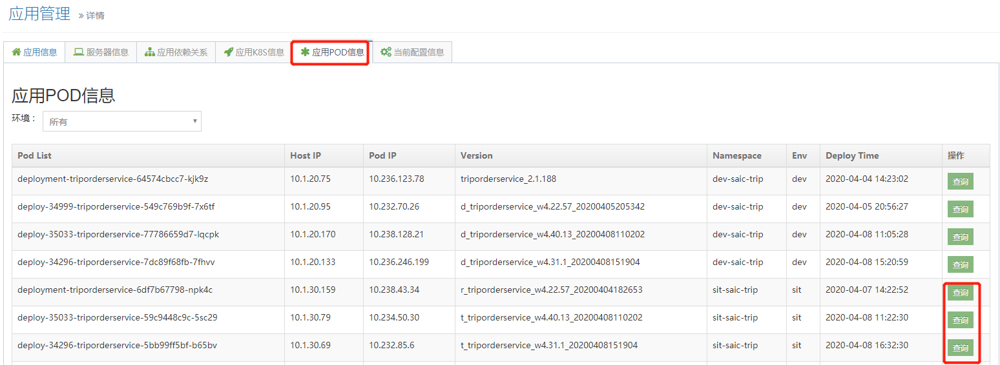 应用管理 » 详情
应用信息 服务器信息 应用依赖关系 应用K8S信息 应用POD信息 当前配置信息
应用POD信息
环境： 所有
Pod List Host IP Pod IP Version Namespace Env Deploy Time 操作
deployment-triporderservice-64574cbcc7-kjk9z 10.1.20.75 10.236.123.78 triporderservice_2.1.188 dev-saic-trip dev 2020-04-04 14:23:02 查询
deploy-34999-triporderservice-549c769b9f-7x6tf 10.1.20.95 10.232.70.26 d_triporderservice_w4.22.57_20200405205342 dev-saic-trip dev 2020-04-05 20:56:27 查询
deploy-35033-triporderservice-77786659d7-lqcpk 10.1.20.170 10.238.128.21 d_triporderservice_w4.40.13_20200408110202 dev-saic-trip dev 2020-04-08 11:05:28 查询
deploy-34296-triporderservice-7dc89f68fb-7fhvv 10.1.20.133 10.236.246.199 d_triporderservice_w4.31.1_20200408151904 dev-saic-trip dev 2020-04-08 15:20:59 查询
deployment-triporderservice-6df7b67798-npk4c 10.1.30.159 10.238.43.34 r_triporderservice_w4.22.57_20200404182653 sit-saic-trip sit 2020-04-07 14:22:52 查询
deploy-35033-triporderservice-59c9448c9c-5sc29 10.1.30.79 10.234.50.30 t_triporderservice_w4.40.13_20200408110202 sit-saic-trip sit 2020-04-08 11:22:30 查询
deploy-34296-triporderservice-5bb99ff5bf-b65bv 10.1.30.69 10.232.85.6 t_triporderservice_w4.31.1_20200408151904 sit-saic-trip sit 2020-04-08 16:32:30 查询